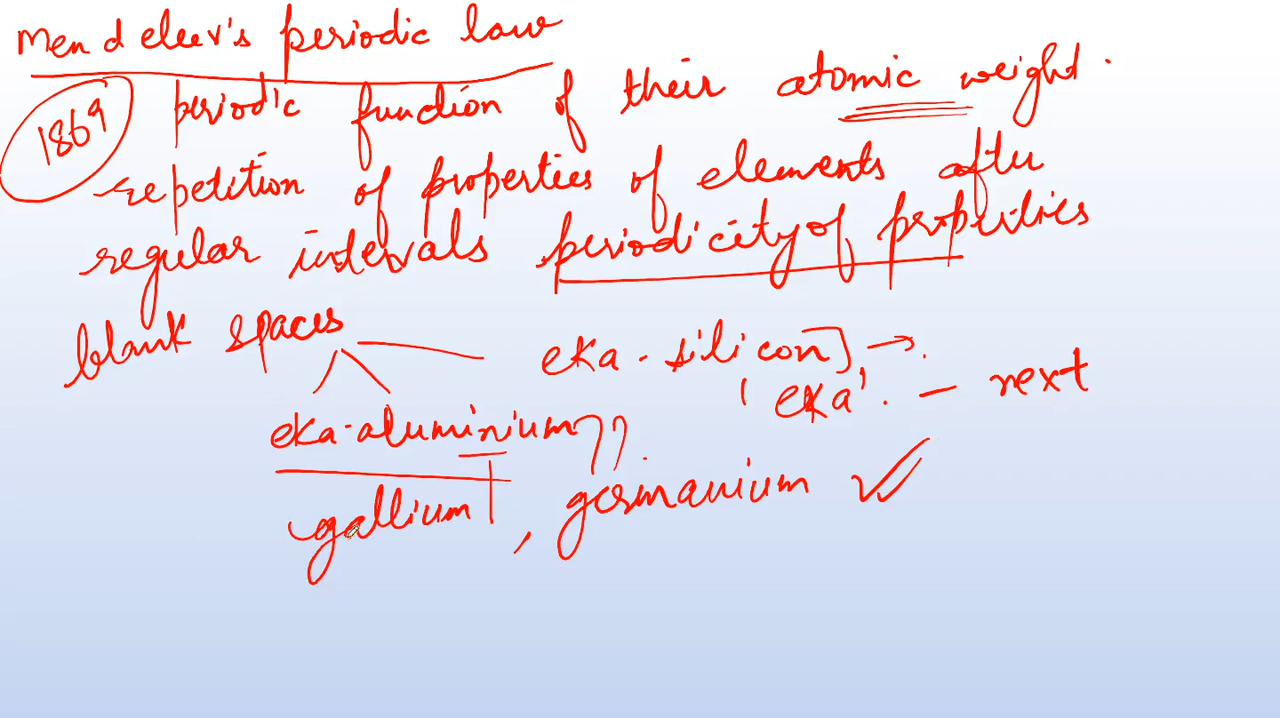 Mendeleev's periodic law
1869 periodic function of their atomic weight.
repetition of properties of elements after
regular intervals periodicity of properties
blank spaces
eka-silicon] →
'eka'. - next
eka-aluminium
gallium, germanium ✓